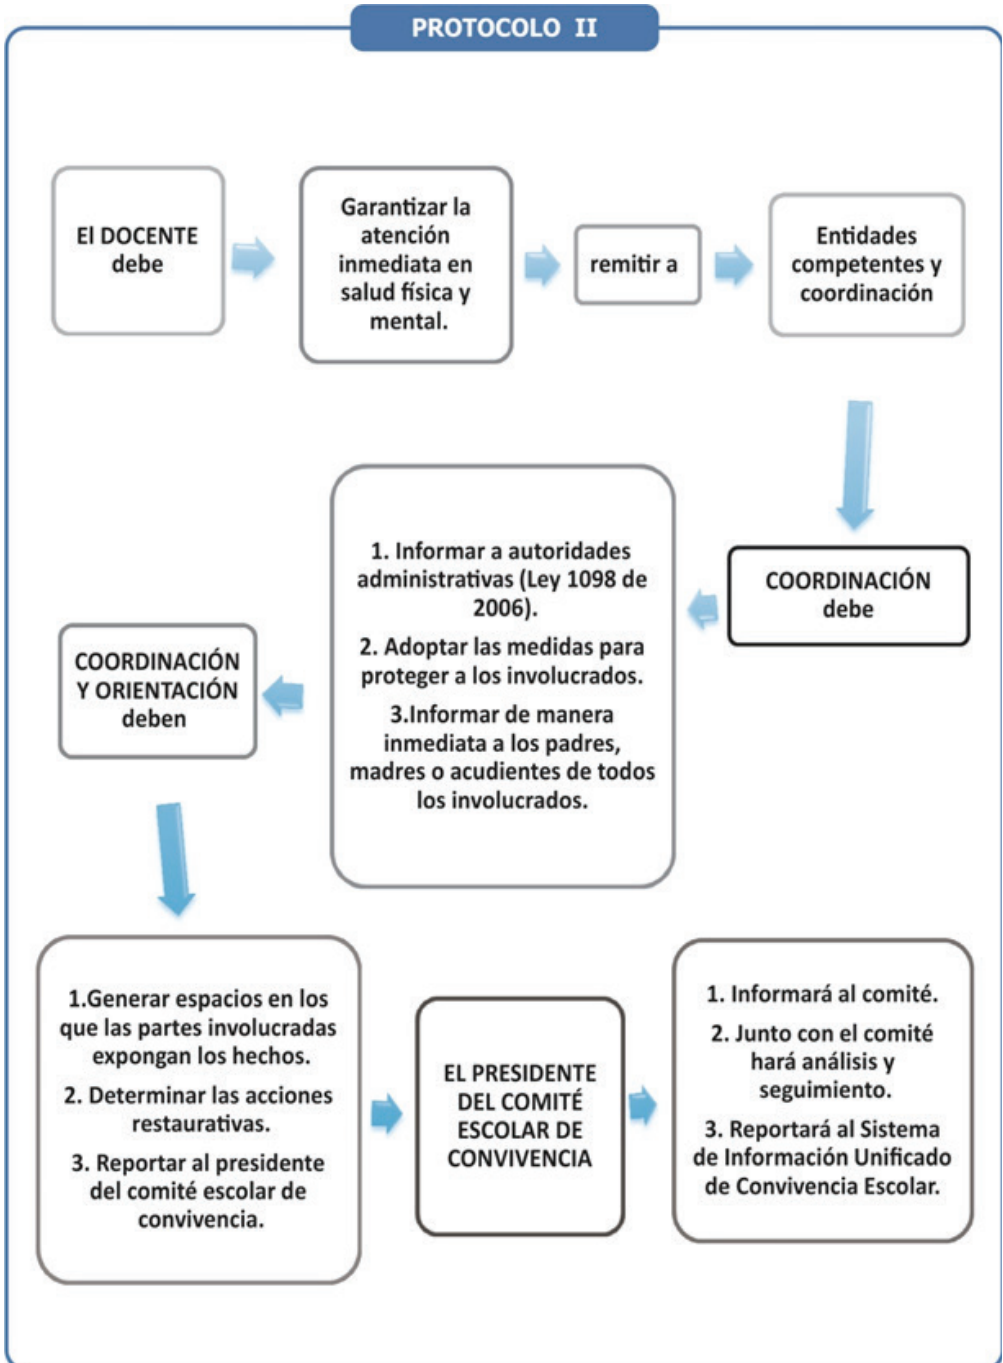 PROTOCOLO II
El DOCENTE
debe
Garantizar la
atención
inmediata en
salud física y
mental.
remitir a
Entidades
competentes y
coordinación
COORDINACIÓN
debe
1. Informar a autoridades
administrativas (Ley 1098 de
2006).
2. Adoptar las medidas para
proteger a los involucrados.
3.Informar de manera
inmediata a los padres,
madres o acudientes de todos
los involucrados.
COORDINACIÓN
Y ORIENTACIÓN
deben
1.Generar espacios en los
que las partes involucradas
expongan los hechos.
2. Determinar las acciones
restaurativas.
3. Reportar al presidente
del comité escolar de
convivencia.
EL PRESIDENTE
DEL COMITÉ
ESCOLAR DE
CONVIVENCIA
1. Informará al comité.
2. Junto con el comité
hará análisis y
seguimiento.
3. Reportará al Sistema
de Información Unificado
de Convivencia Escolar.